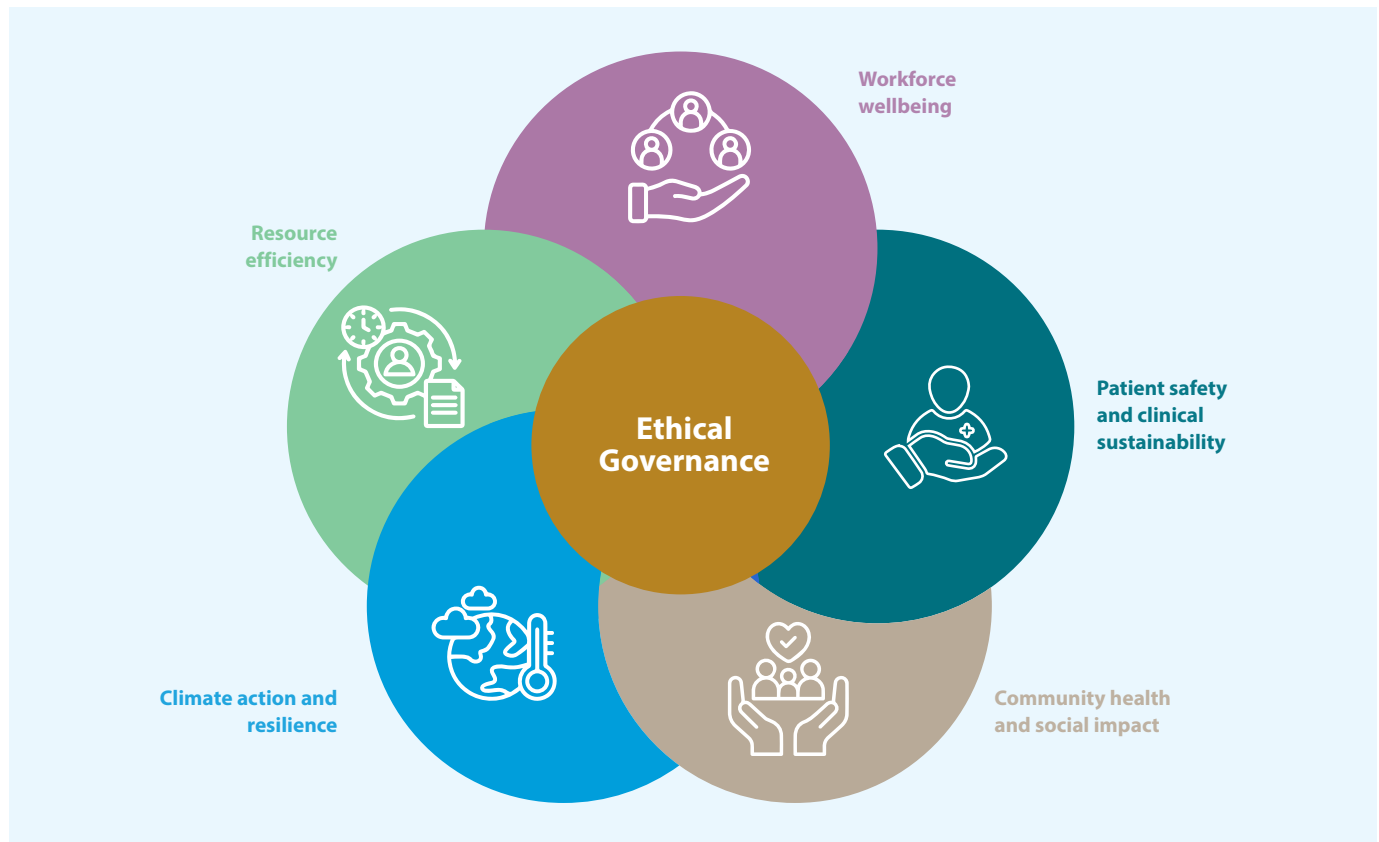 Workforce
wellbeing
Resource
efficiency
Ethical
Governance
Patient safety
and clinical
sustainability
Climate action and
resilience
Community health
and social impact